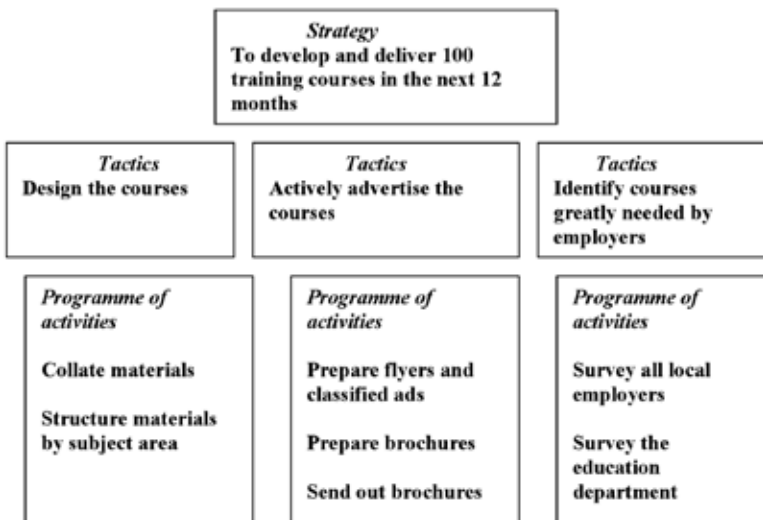 Strategy
To develop and deliver 100
training courses in the next 12
months
Tactics
Design the courses
Tactics
Actively advertise the
courses
Tactics
Identify courses
greatly needed by
employers
Programme of
activities
Collate materials
Structure materials
by subject area
Programme of
activities
Prepare flyers and
classified ads
Prepare brochures
Send out brochures
Programme of
activities
Survey all local
employers
Survey the
education
department